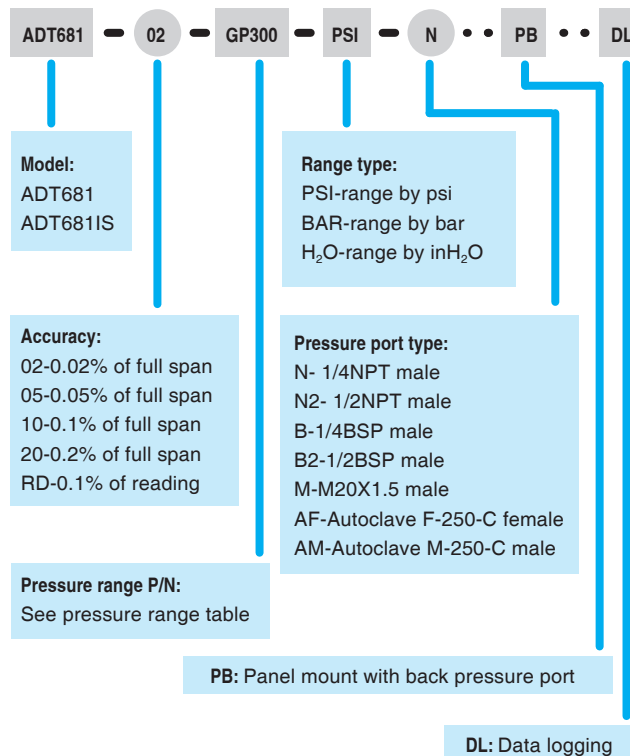 ADT681 – 02 – GP300 – PSI – N ·· PB ·· DL
Model:
ADT681
ADT681IS
Range type:
PSI-range by psi
BAR-range by bar
H₂O-range by inH₂O
Accuracy:
02-0.02% of full span
05-0.05% of full span
10-0.1% of full span
20-0.2% of full span
RD-0.1% of reading
Pressure port type:
N- 1/4NPT male
N2- 1/2NPT male
B-1/4BSP male
B2-1/2BSP male
M-M20X1.5 male
AF-Autoclave F-250-C female
AM-Autoclave M-250-C male
Pressure range P/N:
See pressure range table
PB: Panel mount with back pressure port
DL: Data logging